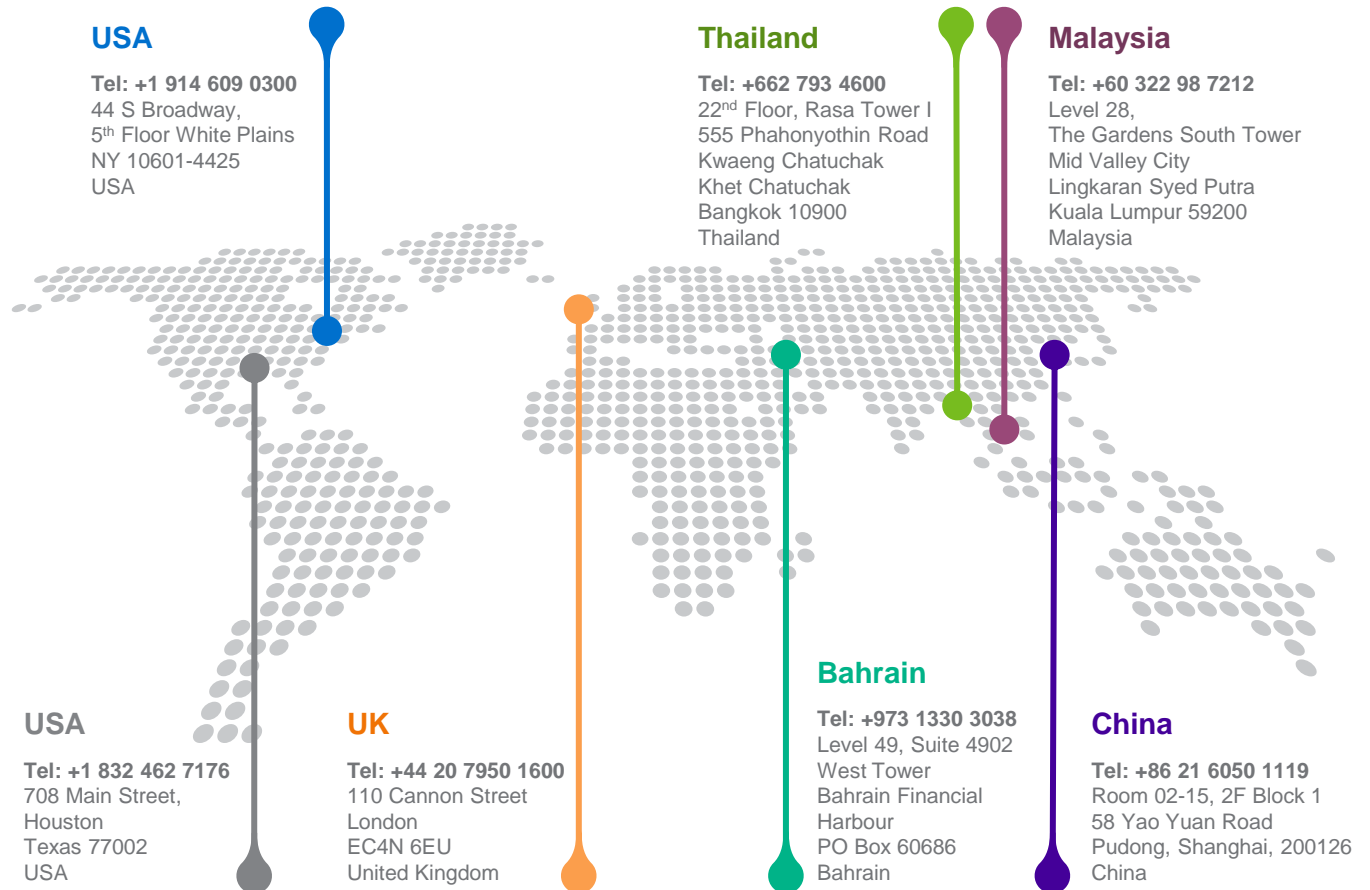 USA
Tel: +1 914 609 0300
44 S Broadway,
5th Floor White Plains
NY 10601-4425
USA
Thailand
Tel: +662 793 4600
22nd Floor, Rasa Tower I
555 Phahonyothin Road
Kwaeng Chatuchak
Khet Chatuchak
Bangkok 10900
Thailand
Malaysia
Tel: +60 322 98 7212
Level 28,
The Gardens South Tower
Mid Valley City
Lingkaran Syed Putra
Kuala Lumpur 59200
Malaysia
USA
Tel: +1 832 462 7176
708 Main Street,
Houston
Texas 77002
USA
UK
Tel: +44 20 7950 1600
110 Cannon Street
London
EC4N 6EU
United Kingdom
Bahrain
Tel: +973 1330 3038
Level 49, Suite 4902
West Tower
Bahrain Financial
Harbour
PO Box 60686
Bahrain
China
Tel: +86 21 6050 1119
Room 02-15, 2F Block 1
58 Yao Yuan Road
Pudong, Shanghai, 200126
China